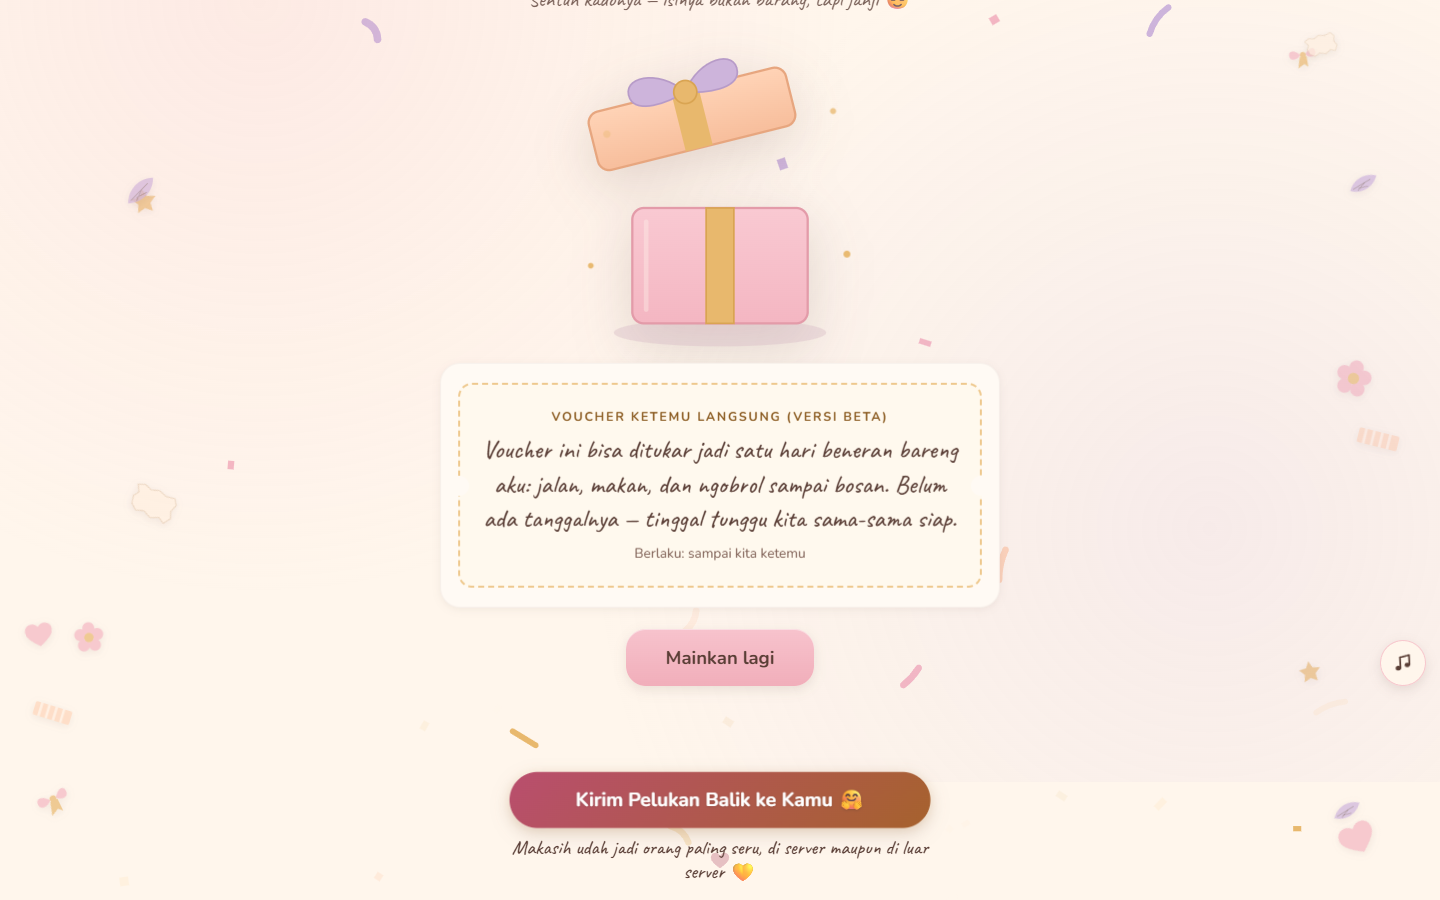 Sentuh kadonya — isinya bukan barang, tapi janji 😊
VOUCHER KETEMU LANGSUNG (VERSI BETA)
Voucher ini bisa ditukar jadi satu hari beneran bareng
aku: jalan, makan, dan ngobrol sampai bosan. Belum
ada tanggalnya — tinggal tunggu kita sama-sama siap.
Berlaku: sampai kita ketemu
Mainkan lagi
Kirim Pelukan Balik ke Kamu 🤗
Makasih udah jadi orang paling seru, di server maupun di luar
server 💛